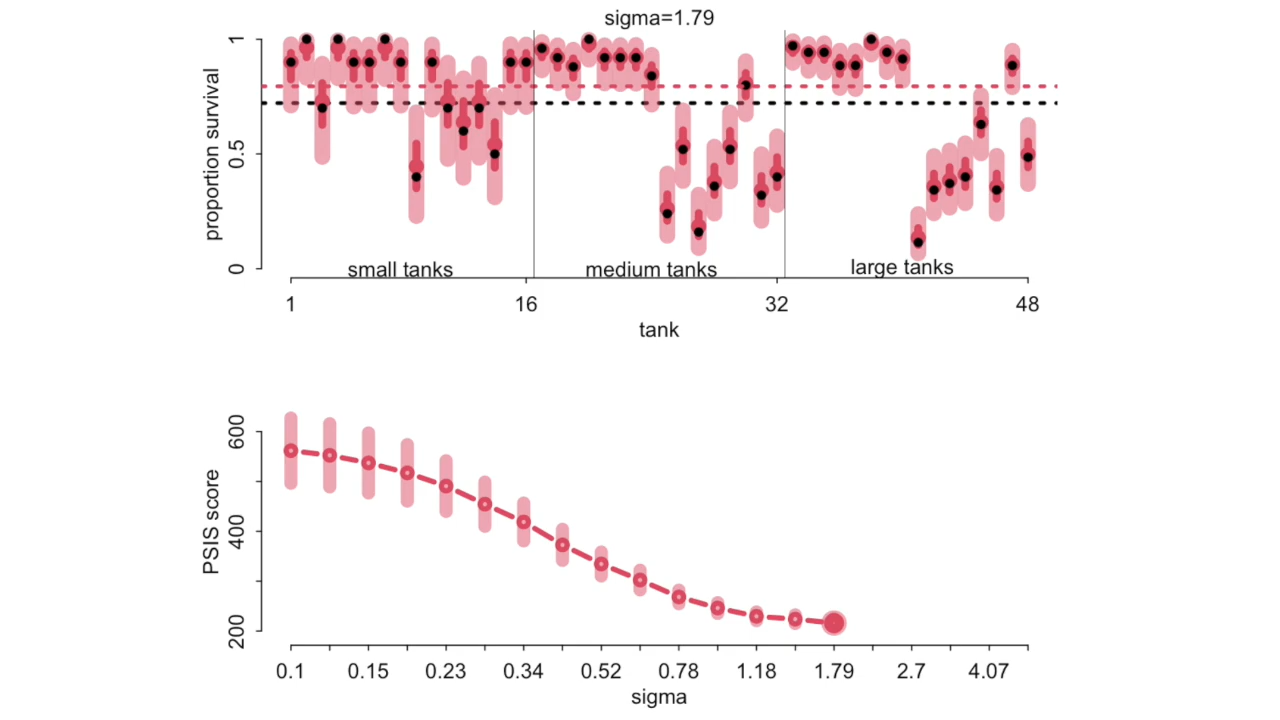 sigma=1.79
proportion survival
1
0.5
0
small tanks
medium tanks
large tanks
1 16 32 48
tank
PSIS score
600
400
200
0.1 0.15 0.23 0.34 0.52 0.78 1.18 1.79 2.7 4.07
sigma